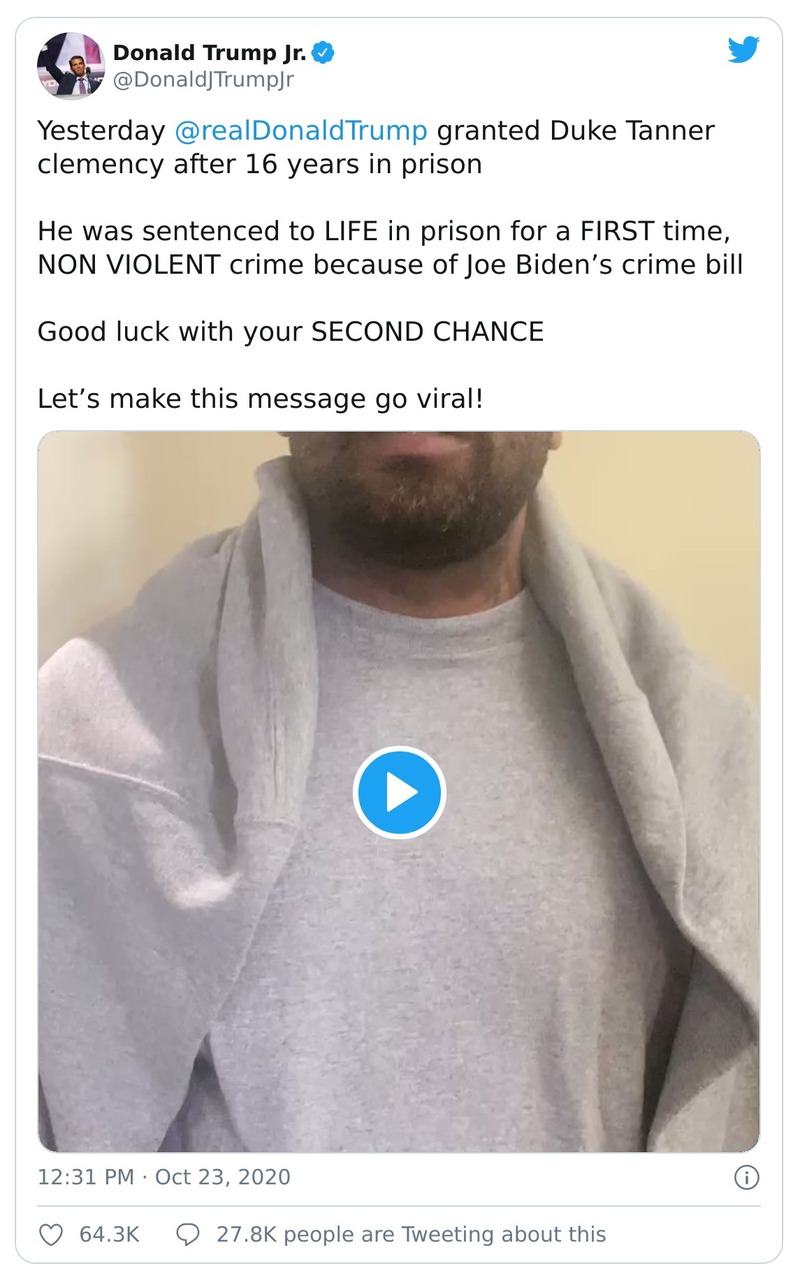 Donald Trump Jr.
@DonaldJTrumpJr
Yesterday @realDonaldTrump granted Duke Tanner
clemency after 16 years in prison
He was sentenced to LIFE in prison for a FIRST time,
NON VIOLENT crime because of Joe Biden’s crime bill
Good luck with your SECOND CHANCE
Let’s make this message go viral!
12:31 PM · Oct 23, 2020
64.3K 27.8K people are Tweeting about this